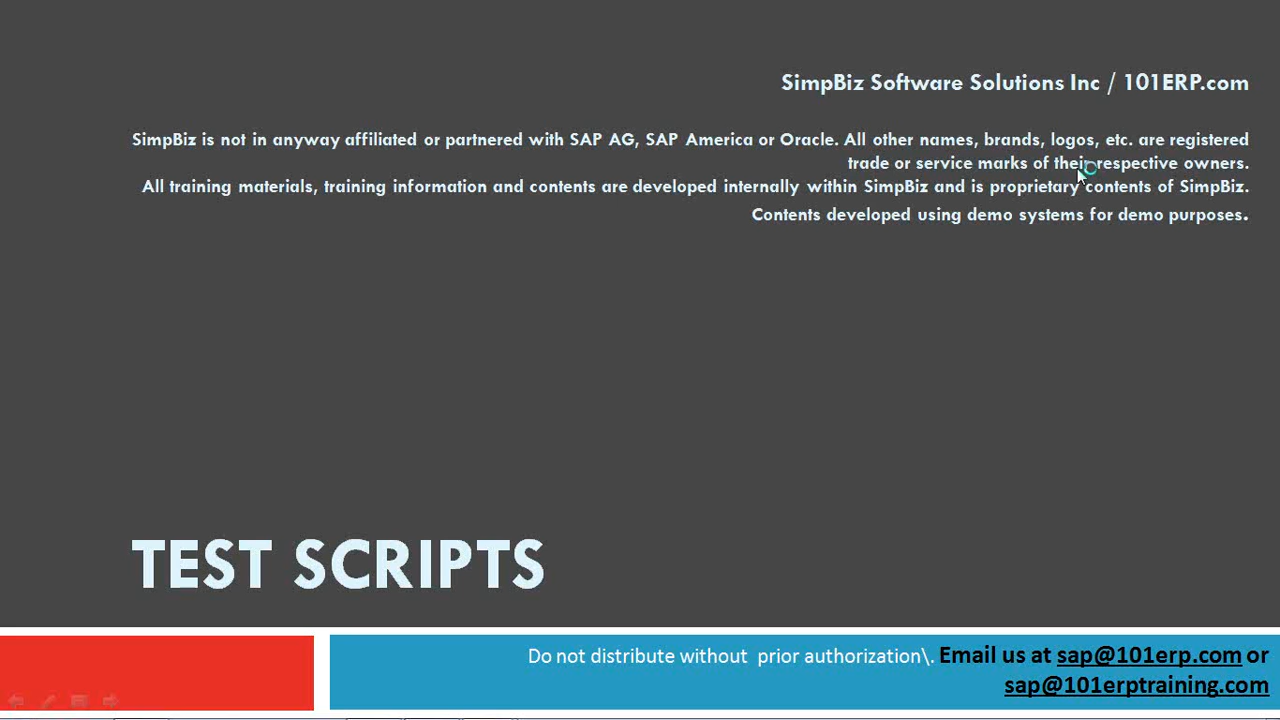 SimpBiz Software Solutions Inc / 101ERP.com
SimpBiz is not in anyway affiliated or partnered with SAP AG, SAP America or Oracle. All other names, brands, logos, etc. are registered
trade or service marks of their respective owners.
All training materials, training information and contents are developed internally within SimpBiz and is proprietary contents of SimpBiz.
Contents developed using demo systems for demo purposes.
TEST SCRIPTS
Do not distribute without prior authorization\. Email us at sap@101erp.com or
sap@101erptraining.com